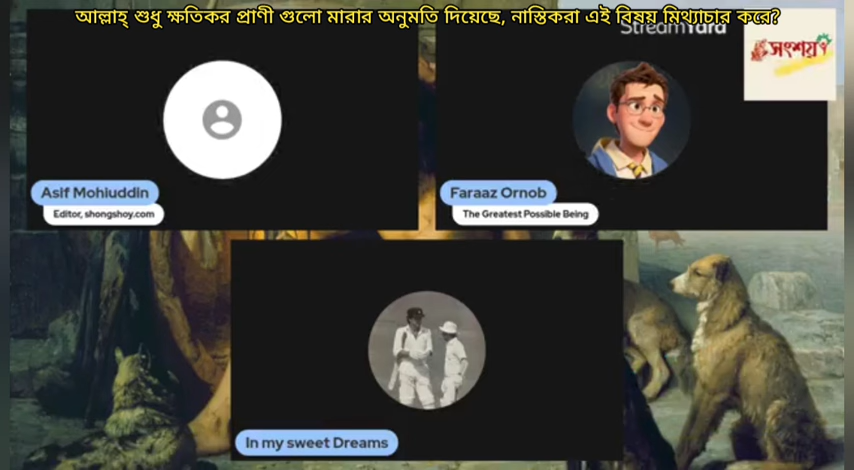 আল্লাহ্ শুধু ক্ষতিকর প্রাণী গুলো মারার অনুমতি দিয়েছে, নাস্তিকরা এই বিষয় মিথ্যাচার করে?
StreamYard
সংশয়
Asif Mohiuddin
Editor, shongshoy.com
Faraaz Ornob
The Greatest Possible Being
In my sweet Dreams